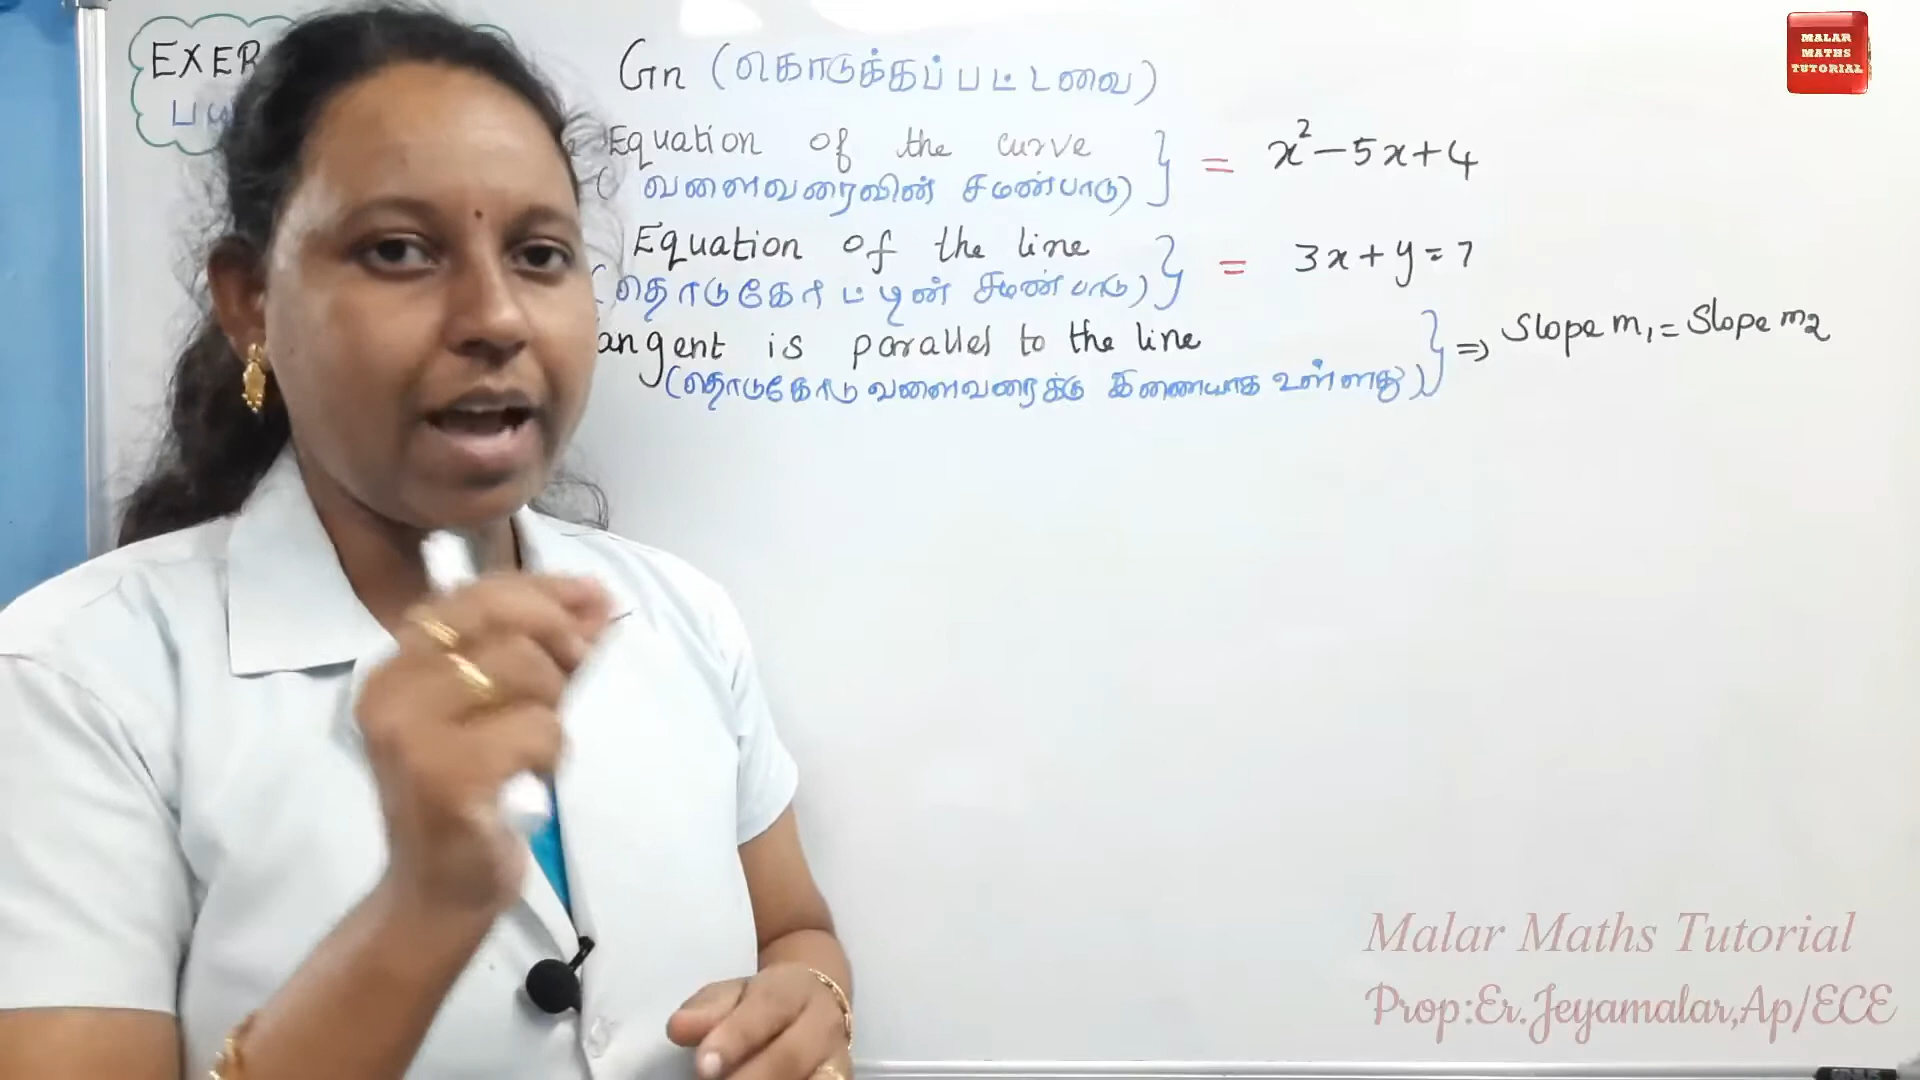 EXER
Gn (கொடுக்கப்பட்டவை)
Equation of the curve } = x²-5x+4
(வளைவரைவின் சமன்பாடு)
Equation of the line } = 3x+y=7
(தொடுகோட்டின் சமன்பாடு)
angent is parallel to the line } ⇒ Slope m₁ = Slope m₂
(தொடுகோடு வளைவரைக்கு இணையாக உள்ளது)
MALAR
MATHS
TUTORIAL
Malar Maths Tutorial
Prop:Er.Jeyamalar,Ap/ECE